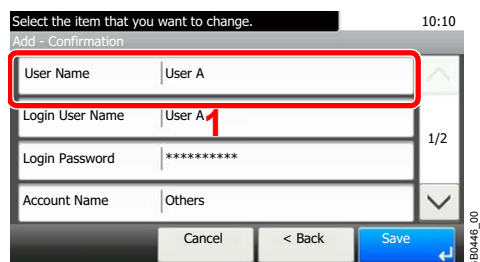 Select the item that you want to change. 10:10
Add - Confirmation
User Name User A
Login User Name User A
1
1/2
Login Password **********
Account Name Others
Cancel < Back Save
B0446_00